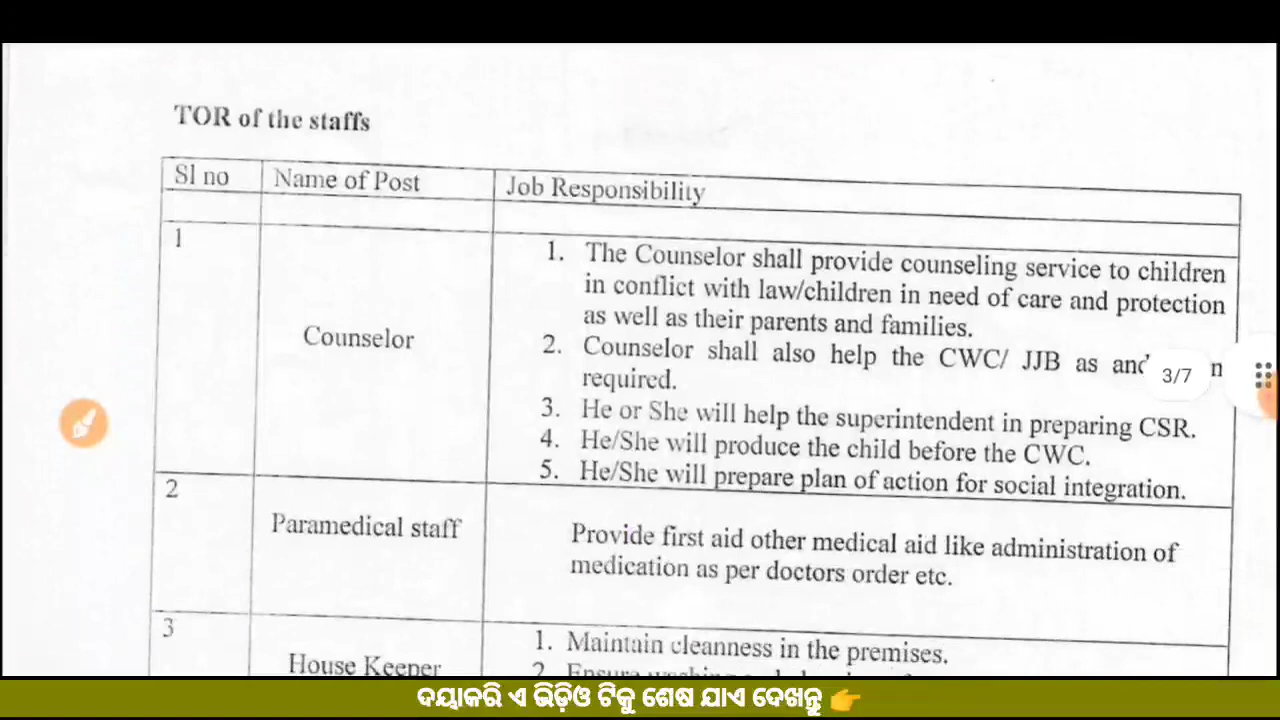 TOR of the staffs
Sl no Name of Post Job Responsibility
1 Counselor
1. The Counselor shall provide counseling service to children
in conflict with law/children in need of care and protection
as well as their parents and families.
2. Counselor shall also help the CWC/ JJB as and
required.
3. He or She will help the superintendent in preparing CSR.
4. He/She will produce the child before the CWC.
5. He/She will prepare plan of action for social integration.
3/7
2 Paramedical staff
Provide first aid other medical aid like administration of
medication as per doctors order etc.
3 House Keeper
1. Maintain cleanness in the premises.
2. Ensure
ଦୟାକରି ଏ ଭିଡ଼ିଓ ଟିକୁ ଶେଷ ଯାଏ ଦେଖନ୍ତୁ